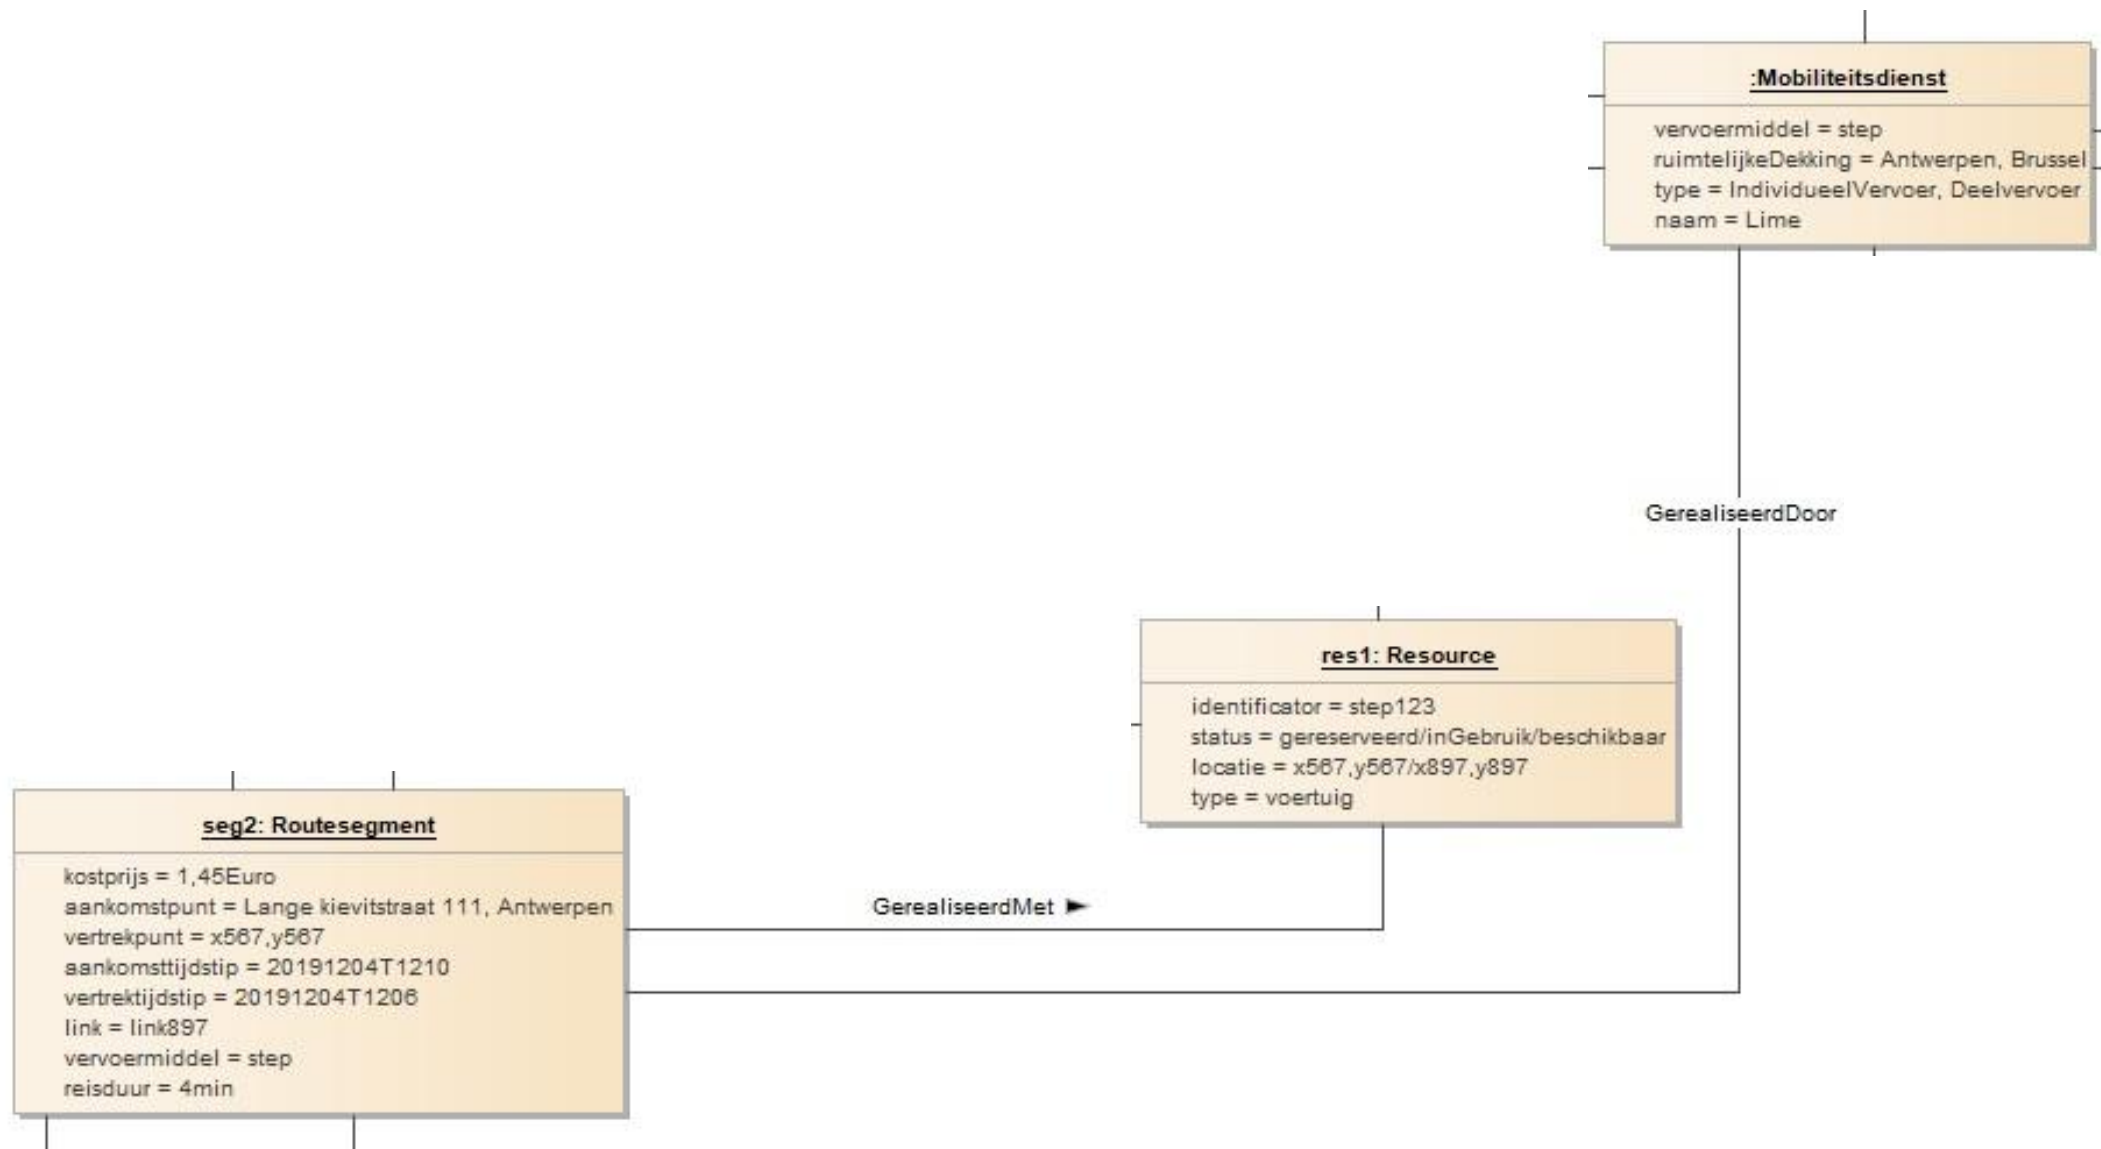 :Mobiliteitsdienst
vervoermiddel = step
ruimtelijkeDekking = Antwerpen, Brussel
type = IndividueelVervoer, Deelvervoer
naam = Lime
GerealiseerdDoor
res1: Resource
identificator = step123
status = gereserveerd/inGebruik/beschikbaar
locatie = x567,y567/x897,y897
type = voertuig
seg2: Routesegment
kostprijs = 1,45Euro
aankomstpunt = Lange kievitstraat 111, Antwerpen
vertrekpunt = x567,y567
aankomsttijdstip = 20191204T1210
vertrektijdstip = 20191204T1206
link = link897
vervoermiddel = step
reisduur = 4min
GerealiseerdMet